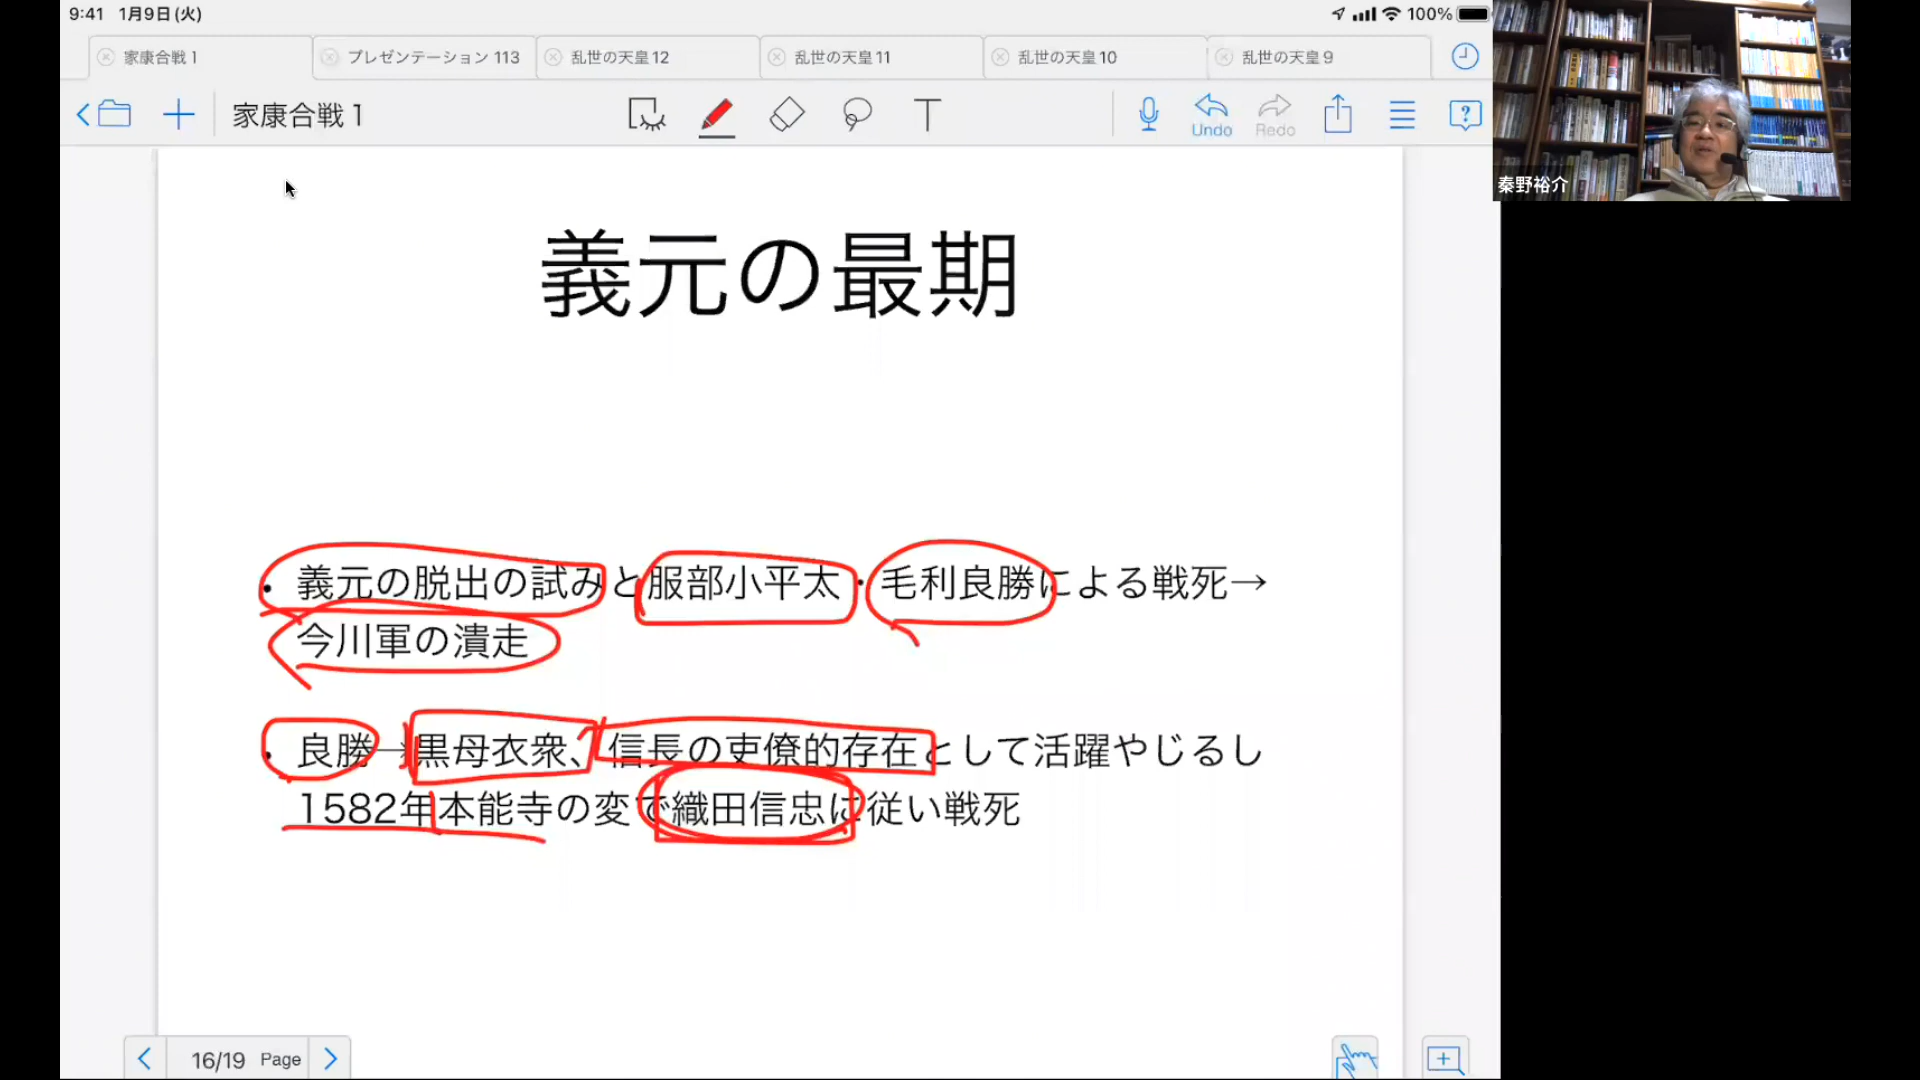 9:41 1月9日(火)
100%
家康合戦 1
プレゼンテーション 113
乱世の天皇12
乱世の天皇11
乱世の天皇10
乱世の天皇 9
家康合戦 1
T
Undo
Redo
?
秦野裕介
義元の最期
• 義元の脱出の試みと服部小平太・毛利良勝による戦死→
今川軍の潰走
• 良勝→黒母衣衆、信長の吏僚的存在として活躍やじるし
1582年本能寺の変で織田信忠に従い戦死
16/19 Page